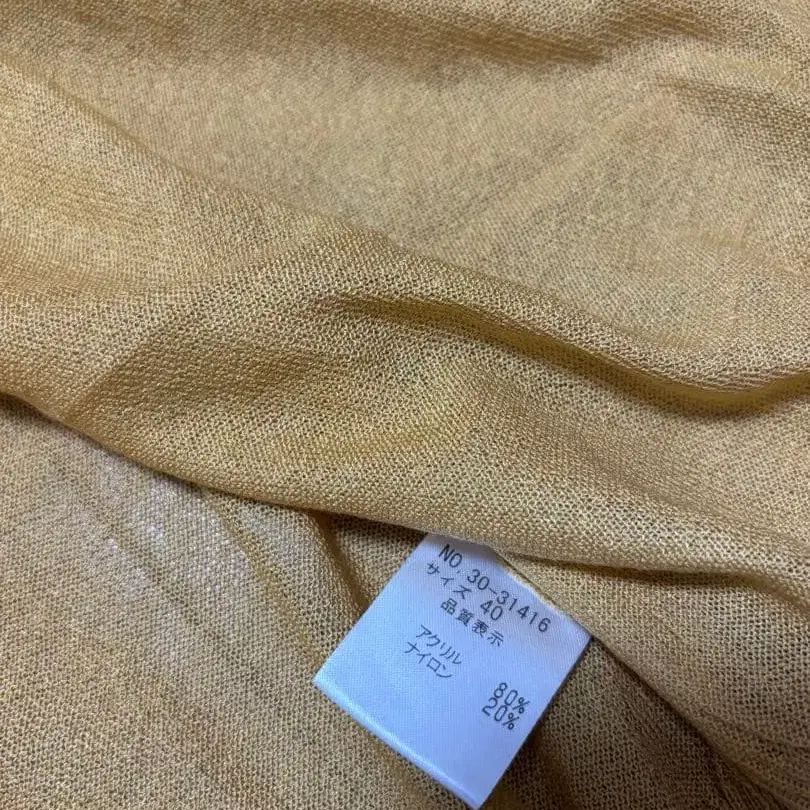 NO. 30-31416
サイズ 40
品質表示
アクリル 80%
ナイロン 20%